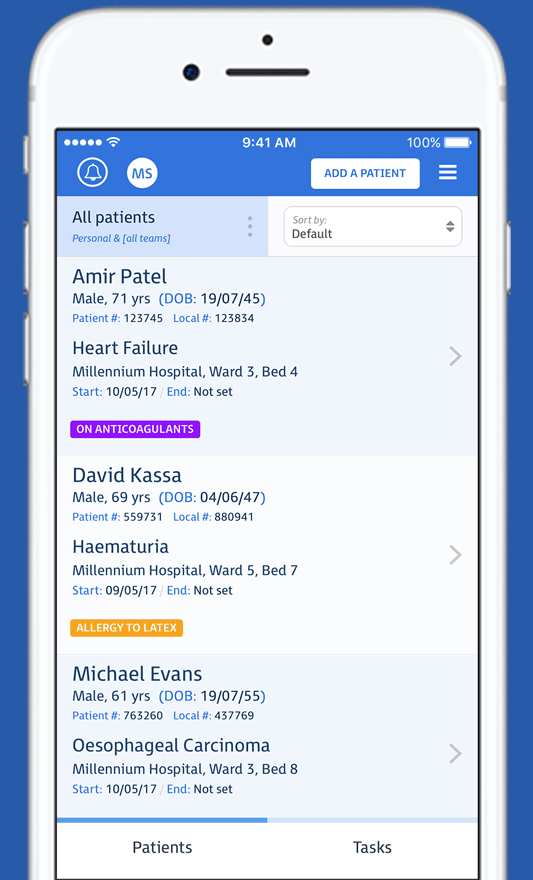 9:41 AM 100%
MS ADD A PATIENT
All patients
Personal & [all teams]
Sort by:
Default
Amir Patel
Male, 71 yrs (DOB: 19/07/45)
Patient #: 123745 Local #: 123834
Heart Failure
Millennium Hospital, Ward 3, Bed 4
Start: 10/05/17 / End: Not set
ON ANTICOAGULANTS
David Kassa
Male, 69 yrs (DOB: 04/06/47)
Patient #: 559731 Local #: 880941
Haematuria
Millennium Hospital, Ward 5, Bed 7
Start: 09/05/17 / End: Not set
ALLERGY TO LATEX
Michael Evans
Male, 61 yrs (DOB: 19/07/55)
Patient #: 763260 Local #: 437769
Oesophageal Carcinoma
Millennium Hospital, Ward 3, Bed 8
Start: 10/05/17 / End: Not set
Patients Tasks